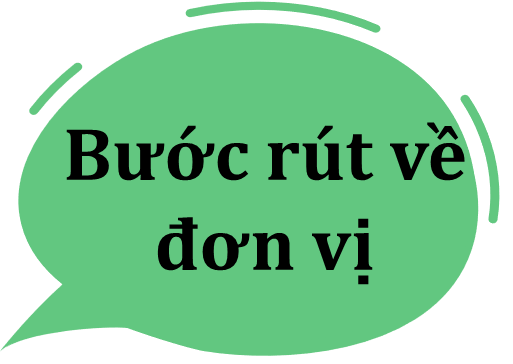 Bước rút về
đơn vị